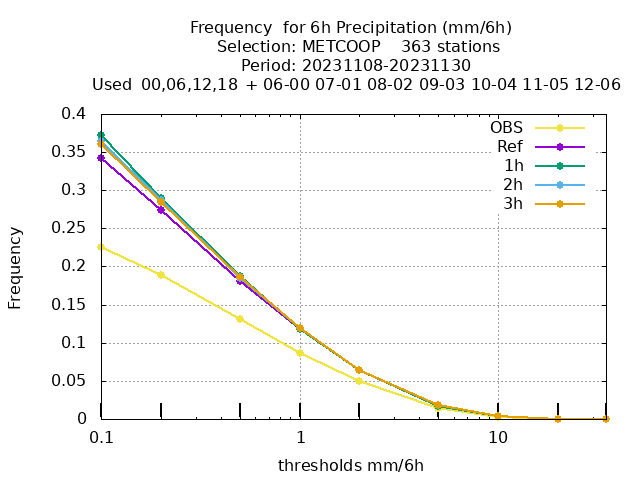 Frequency  for 6h Precipitation (mm/6h)
Selection: METCOOP    363 stations
Period: 20231108-20231130
Used  00,06,12,18  + 06-00 07-01 08-02 09-03 10-04 11-05 12-06
0.4
0.35
0.3
0.25
0.2
0.15
0.1
0.05
0
Frequency
OBS
Ref
1h
2h
3h
0.1 1 10
thresholds mm/6h